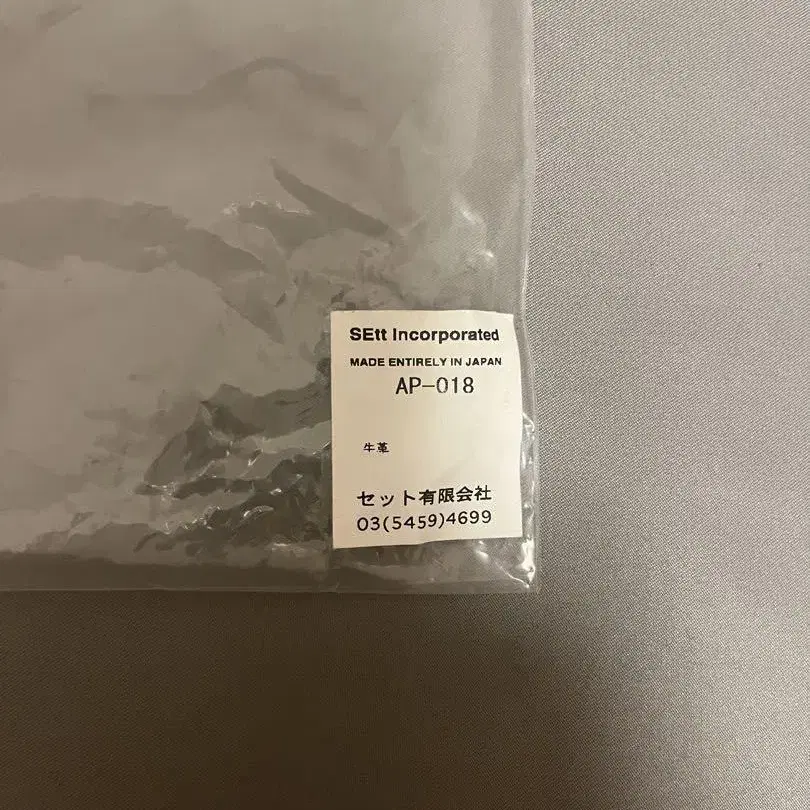 SEtt Incorporated
MADE ENTIRELY IN JAPAN
AP-018
牛革
セット有限会社
03(5459)4699